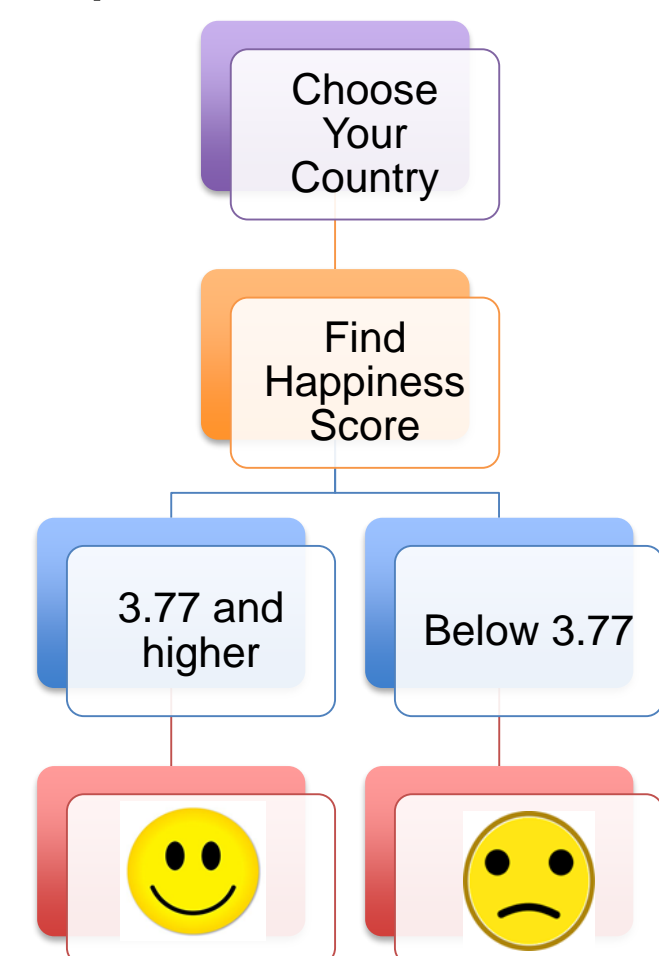 Choose
Your
Country
Find
Happiness
Score
3.77 and
higher
Below 3.77